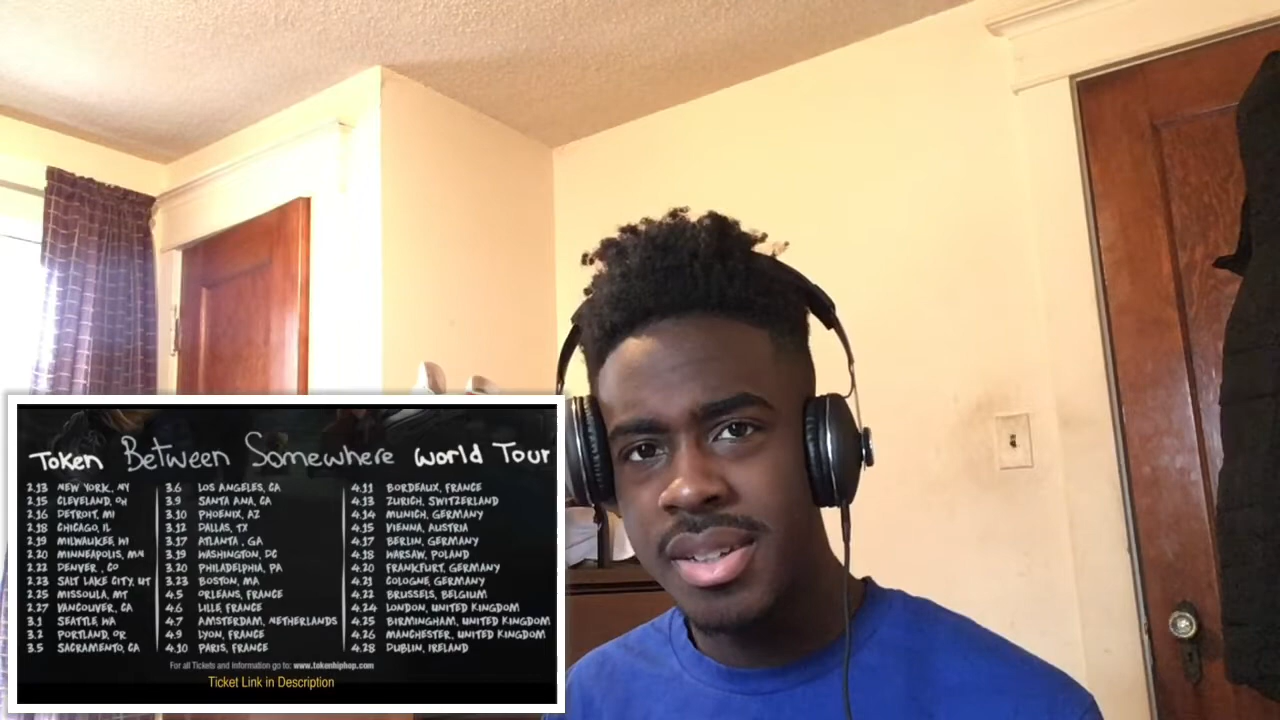 Token Between Somewhere World Tour
2.13 NEW YORK, NY
2.15 CLEVELAND, OH
2.16 DETROIT, MI
2.18 CHICAGO, IL
2.19 MILWAUKEE, WI
2.20 MINNEAPOLIS, MN
2.22 DENVER, CO
2.23 SALT LAKE CITY, UT
2.25 MISSOULA, MT
2.27 VANCOUVER, CA
3.1 SEATTLE, WA
3.2 PORTLAND, OR
3.5 SACRAMENTO, CA
3.6 LOS ANGELES, CA
3.9 SANTA ANA, CA
3.10 PHOENIX, AZ
3.12 DALLAS, TX
3.17 ATLANTA, GA
3.19 WASHINGTON, DC
3.20 PHILADELPHIA, PA
3.23 BOSTON, MA
4.5 ORLEANS, FRANCE
4.6 LILLE, FRANCE
4.7 AMSTERDAM, NETHERLANDS
4.9 LYON, FRANCE
4.10 PARIS, FRANCE
4.11 BORDEAUX, FRANCE
4.13 ZURICH, SWITZERLAND
4.14 MUNICH, GERMANY
4.15 VIENNA, AUSTRIA
4.17 BERLIN, GERMANY
4.18 WARSAW, POLAND
4.20 FRANKFURT, GERMANY
4.21 COLOGNE, GERMANY
4.22 BRUSSELS, BELGIUM
4.24 LONDON, UNITED KINGDOM
4.25 BIRMINGHAM, UNITED KINGDOM
4.26 MANCHESTER, UNITED KINGDOM
4.28 DUBLIN, IRELAND
For all Tickets and Information go to: www.tokenhiphop.com
Ticket Link in Description